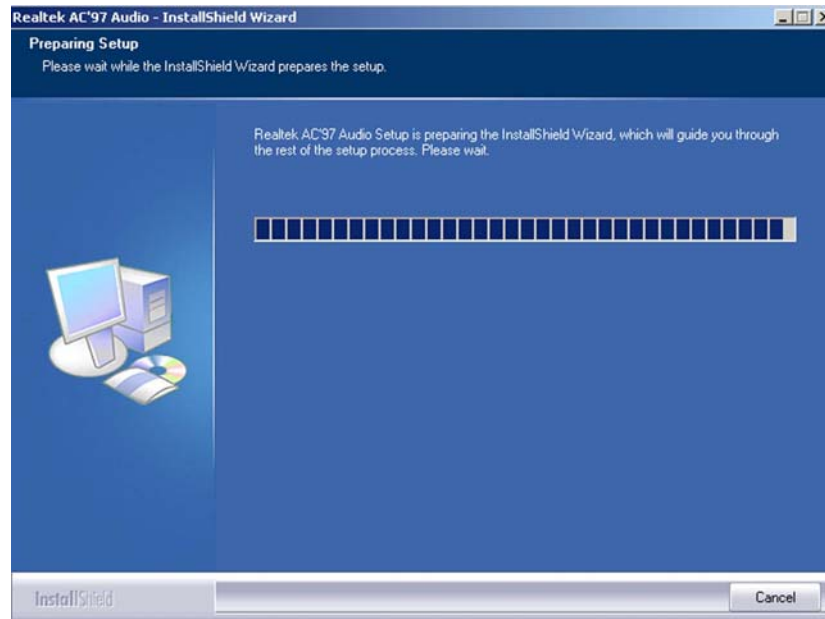 Realtek AC'97 Audio - InstallShield Wizard
Preparing Setup
Please wait while the InstallShield Wizard prepares the setup.
Realtek AC'97 Audio Setup is preparing the InstallShield Wizard, which will guide you through
the rest of the setup process. Please wait.
InstallShield
Cancel